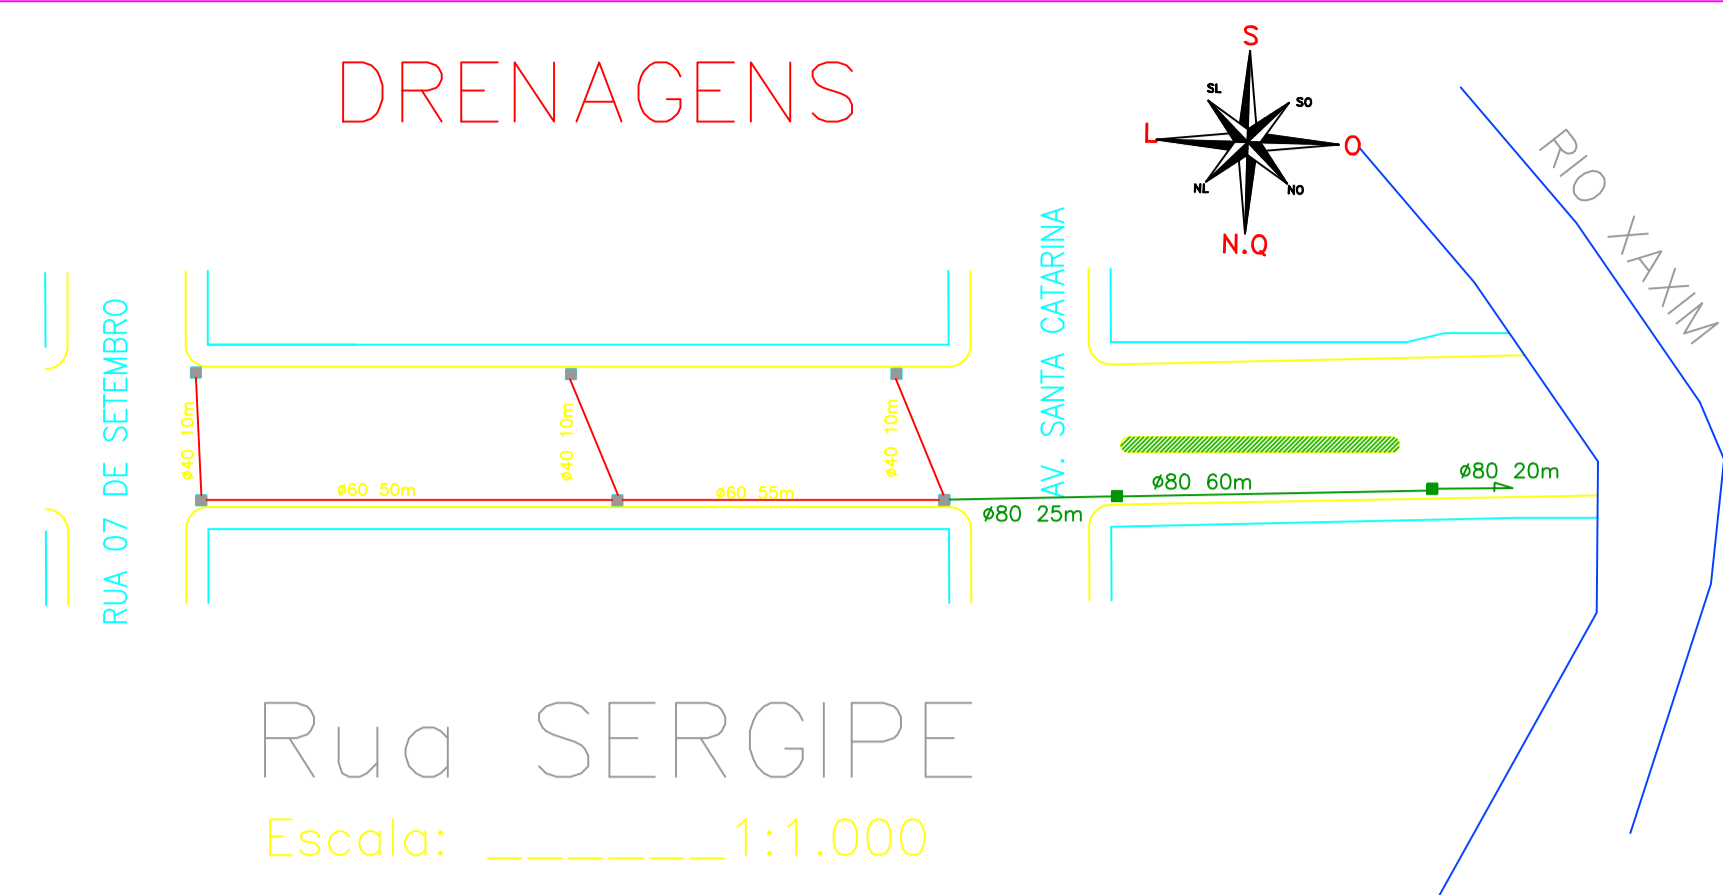 DRENAGENS
S
SL
SO
L
O
NL
NO
N.Q
RIO XAXIM
RUA 07 DE SETEMBRO
AV. SANTA CATARINA
ø40 10m
ø40 10m
ø40 10m
ø60 50m
ø60 55m
ø80 25m
ø80 60m
ø80 20m
Rua SERGIPE
Escala: ______1:1.000